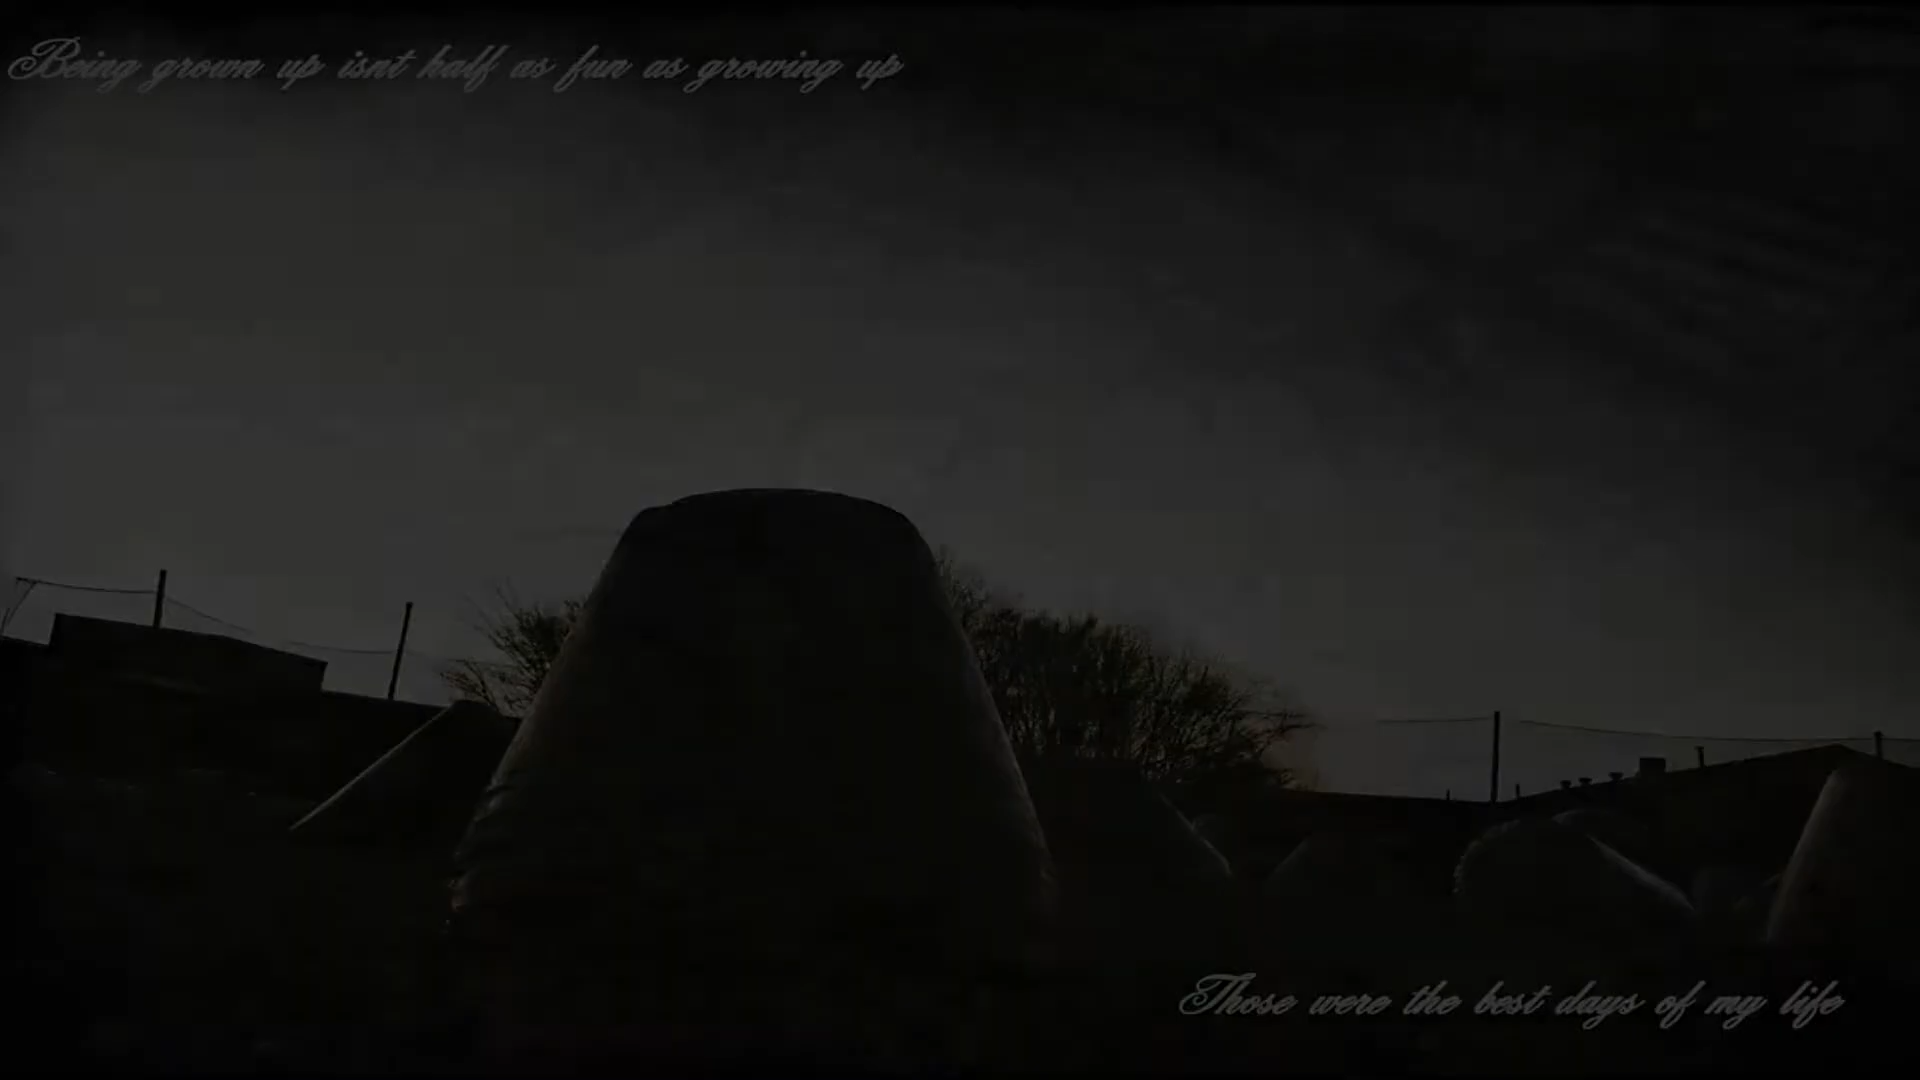 Being grown up isnt half as fun as growing up
Those were the best days of my life